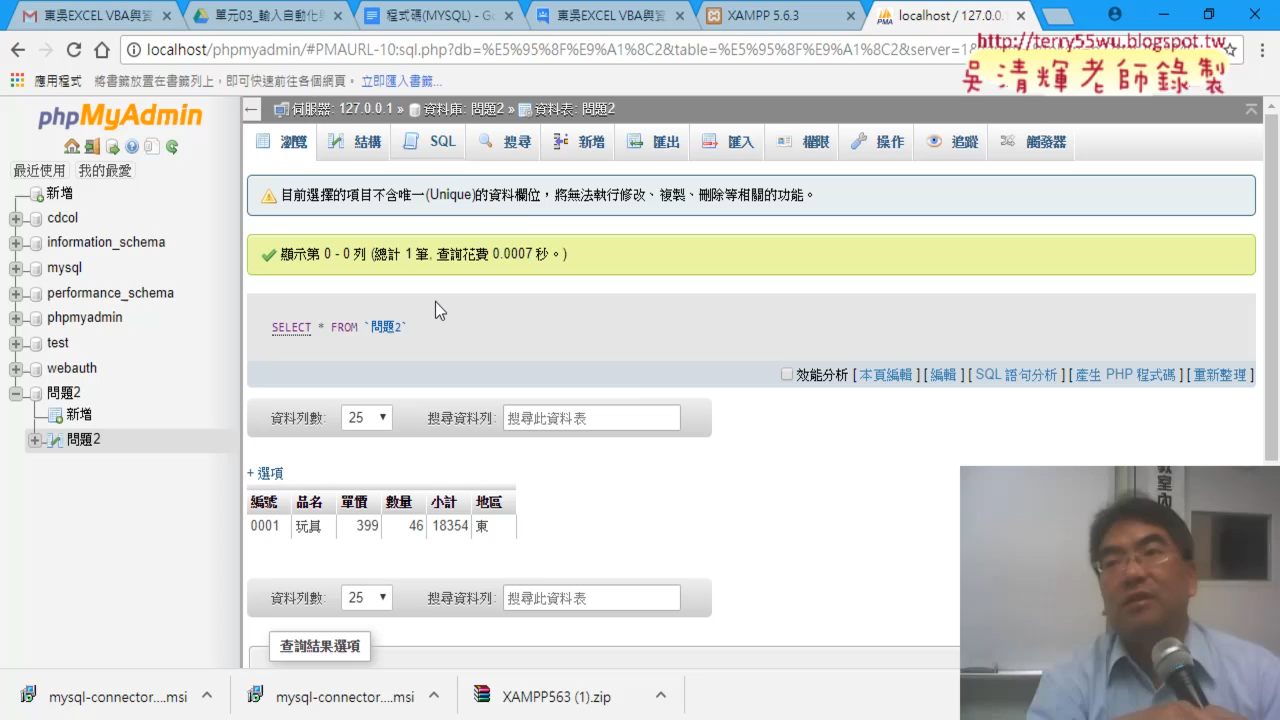 東吳EXCEL VBA與資
單元03_輸入自動化與
程式碼(MYSQL) - Go
東吳EXCEL VBA與資
XAMPP 5.6.3
localhost / 127.0.0.
localhost/phpmyadmin/#PMAURL-10:sql.php?db=%E5%95%8F%E9%A1%8C2&table=%E5%95%8F%E9%A1%8C2&server=1
http://terry55wu.blogspot.tw
吳清輝老師錄製
應用程式 將書籤放置在書籤列上，即可快速前往各個網頁。 立即匯入書籤...
phpMyAdmin
最近使用 我的最愛
新增
cdcol
information_schema
mysql
performance_schema
phpmyadmin
test
webauth
問題2
新增
問題2
伺服器: 127.0.0.1 » 資料庫: 問題2 » 資料表: 問題2
瀏覽 結構 SQL 搜尋 新增 匯出 匯入 權限 操作 追蹤 觸發器
目前選擇的項目不含唯一(Unique)的資料欄位，將無法執行修改、複製、刪除等相關的功能。
顯示第 0 - 0 列 (總計 1 筆, 查詢花費 0.0007 秒。)
SELECT * FROM `問題2`
效能分析 [ 本頁編輯 ] [ 編輯 ] [ SQL 語句分析 ] [ 產生 PHP 程式碼 ] [ 重新整理 ]
資料列數: 25 搜尋資料列: 搜尋此資料表
+ 選項
編號 品名 單價 數量 小計 地區
0001 玩具 399 46 18354 東
資料列數: 25 搜尋資料列: 搜尋此資料表
查詢結果選項
教室內
mysql-connector....msi
mysql-connector....msi
XAMPP563 (1).zip